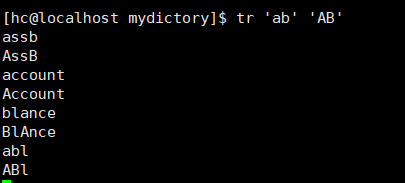 [hc@localhost mydictory]$ tr 'ab' 'AB'
assb
AssB
account
Account
blance
BlAnce
abl
ABl